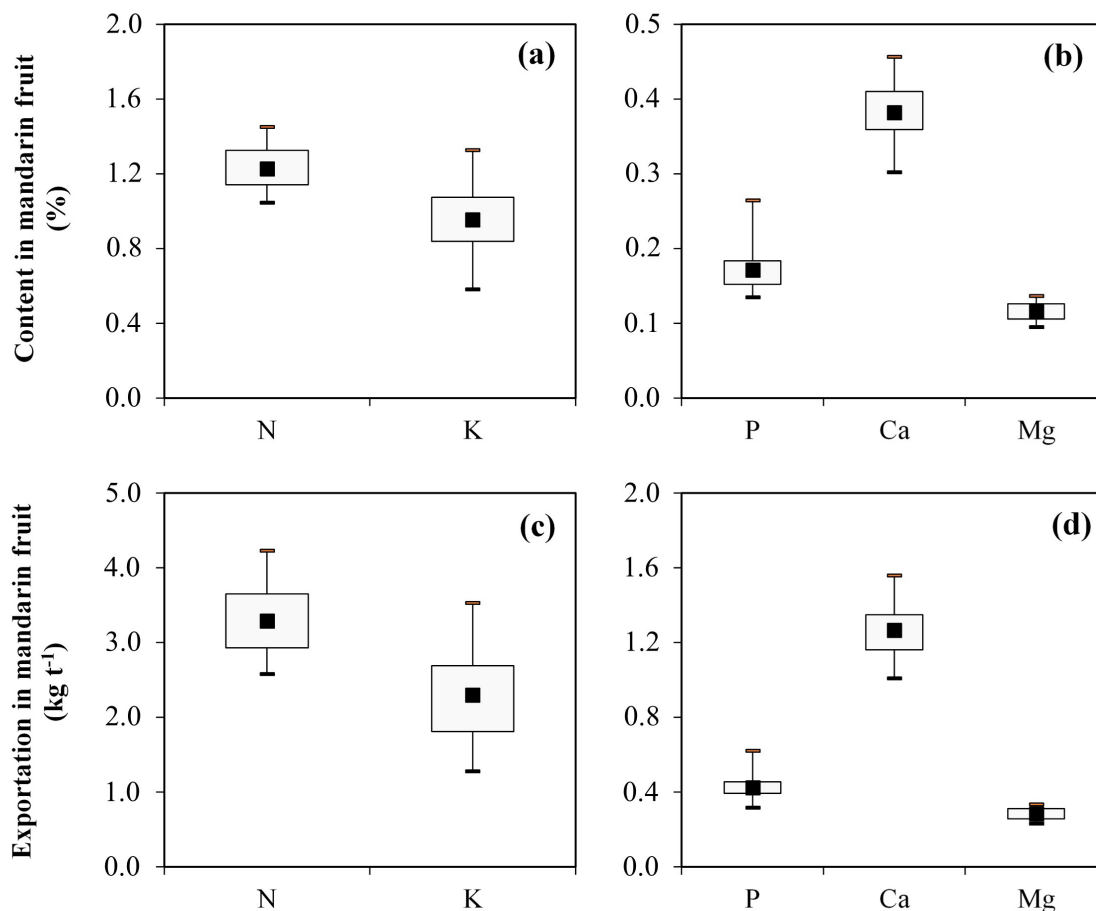 Content in mandarin fruit
(%)
2.0
1.6
1.2
0.8
0.4
0.0
(a)
N K
0.5
0.4
0.3
0.2
0.1
0.0
(b)
P Ca Mg
Exportation in mandarin fruit
(kg t⁻¹)
5.0
4.0
3.0
2.0
1.0
0.0
(c)
N K
2.0
1.6
1.2
0.8
0.4
0.0
(d)
P Ca Mg